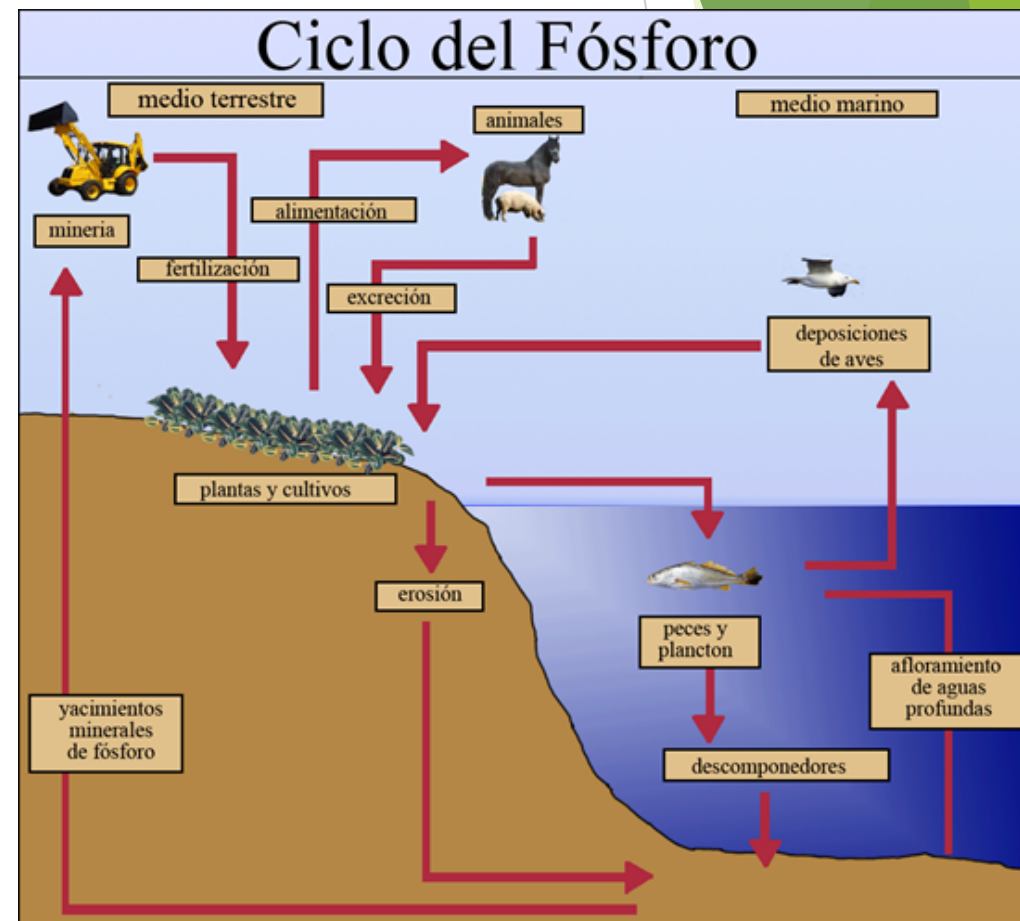 Ciclo del Fósforo
medio terrestre
medio marino
animales
mineria
alimentación
fertilización
excreción
deposiciones
de aves
plantas y cultivos
erosión
peces y
plancton
afloramiento
de aguas
profundas
yacimientos
minerales
de fósforo
descomponedores